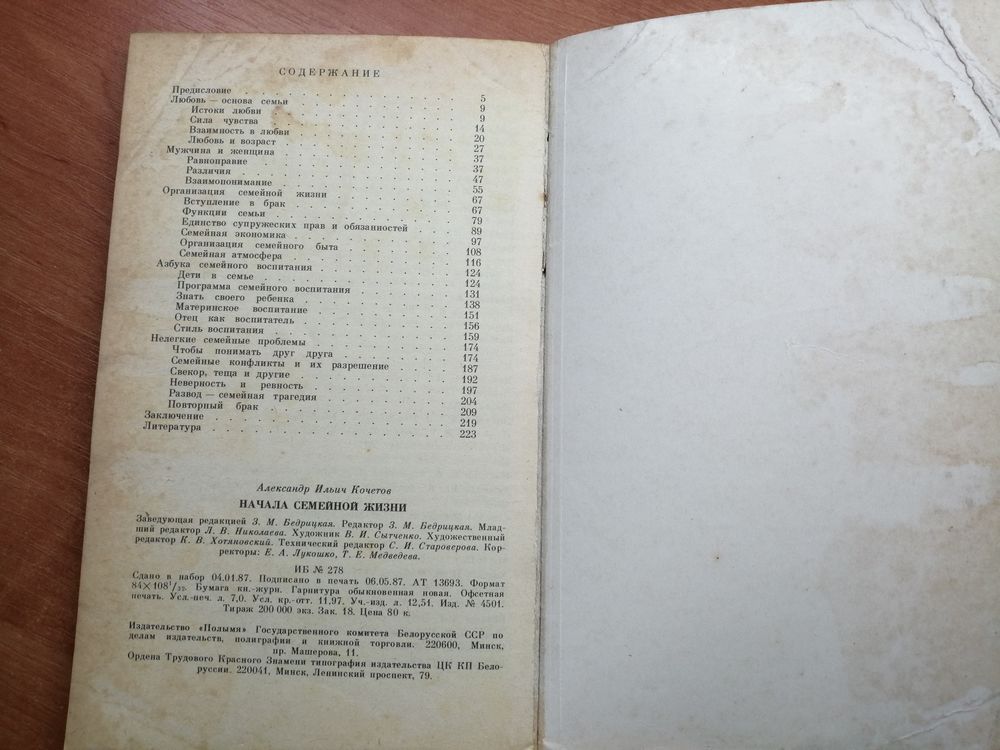 СОДЕРЖАНИЕ
Предисловие . . . . . . . . . . 5
Любовь — основа семьи . . . . . . . . . . 9
Истоки любви . . . . . . . . . . 9
Сила чувства . . . . . . . . . . 14
Взаимность в любви . . . . . . . . . . 20
Любовь и возраст . . . . . . . . . . 27
Мужчина и женщина . . . . . . . . . . 37
Равноправие . . . . . . . . . . 37
Различия . . . . . . . . . . 47
Взаимопонимание . . . . . . . . . . 55
Организация семейной жизни . . . . . . . . . . 67
Вступление в брак . . . . . . . . . . 67
Функции семьи . . . . . . . . . . 79
Единство супружеских прав и обязанностей . . . 89
Семейная экономика . . . . . . . . . . 97
Организация семейного быта . . . . . . . . 108
Семейная атмосфера . . . . . . . . . . 116
Азбука семейного воспитания . . . . . . . . . . 124
Дети в семье . . . . . . . . . . 124
Программа семейного воспитания . . . . . . . 131
Знать своего ребенка . . . . . . . . . . 138
Материнское воспитание . . . . . . . . . . 151
Отец как воспитатель . . . . . . . . . . 156
Стиль воспитания . . . . . . . . . . 159
Нелегкие семейные проблемы . . . . . . . . . . 174
Чтобы понимать друг друга . . . . . . . . 174
Семейные конфликты и их разрешение . . . . . 187
Свекор, теща и другие . . . . . . . . . . 192
Неверность и ревность . . . . . . . . . . 197
Развод — семейная трагедия . . . . . . . . 204
Повторный брак . . . . . . . . . . 209
Заключение . . . . . . . . . . 219
Литература . . . . . . . . . . 223
Александр Ильич Кочетов
НАЧАЛА СЕМЕЙНОЙ ЖИЗНИ
Заведующая редакцией З. М. Бедрицкая. Редактор З. М. Бедрицкая. Млад-
ший редактор Л. В. Николаева. Художник В. И. Сытченко. Художественный
редактор К. В. Хотяновский. Технический редактор С. И. Староверова. Кор-
ректоры: Е. А. Лукошко, Т. Е. Медведева.
ИБ № 278
Сдано в набор 04.01.87. Подписано в печать 06.05.87. АТ 13693. Формат
84×108¹/₃₂. Бумага кн.-журн. Гарнитура обыкновенная новая. Офсетная
печать. Усл.-печ. л. 7,0. Усл. кр.-отт. 11,97. Уч.-изд. л. 12,51. Изд. № 4501.
Тираж 200 000 экз. Зак. 18. Цена 80 к.
Издательство «Полымя» Государственного комитета Белорусской ССР по
делам издательств, полиграфии и книжной торговли. 220600, Минск,
пр. Машерова, 11.
Ордена Трудового Красного Знамени типография издательства ЦК КП Бело-
руссии. 220041, Минск, Ленинский проспект, 79.